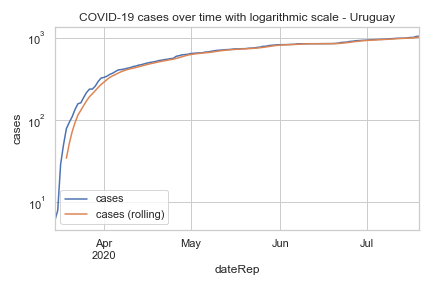 COVID-19 cases over time with logarithmic scale - Uruguay
10³
10²
10¹
cases
cases
cases (rolling)
Apr
2020
May
Jun
Jul
dateRep